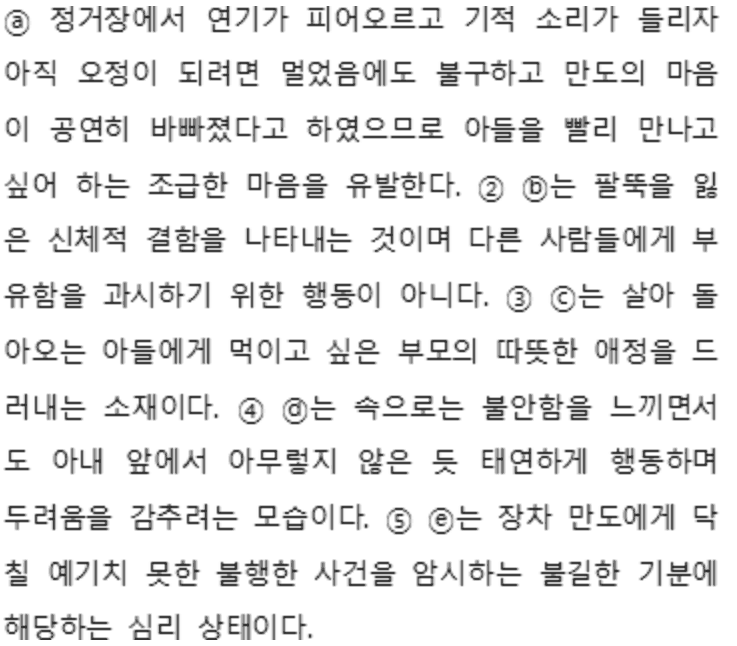 ⓐ 정거장에서 연기가 피어오르고 기적 소리가 들리자
아직 오정이 되려면 멀었음에도 불구하고 만도의 마음
이 공연히 바빠졌다고 하였으므로 아들을 빨리 만나고
싶어 하는 조급한 마음을 유발한다. ② ⓑ는 팔뚝을 잃
은 신체적 결함을 나타내는 것이며 다른 사람들에게 부
유함을 과시하기 위한 행동이 아니다. ③ ⓒ는 살아 돌
아오는 아들에게 먹이고 싶은 부모의 따뜻한 애정을 드
러내는 소재이다. ④ ⓓ는 속으로는 불안함을 느끼면서
도 아내 앞에서 아무렇지 않은 듯 태연하게 행동하며
두려움을 감추려는 모습이다. ⑤ ⓔ는 장차 만도에게 닥
칠 예기치 못한 불행한 사건을 암시하는 불길한 기분에
해당하는 심리 상태이다.